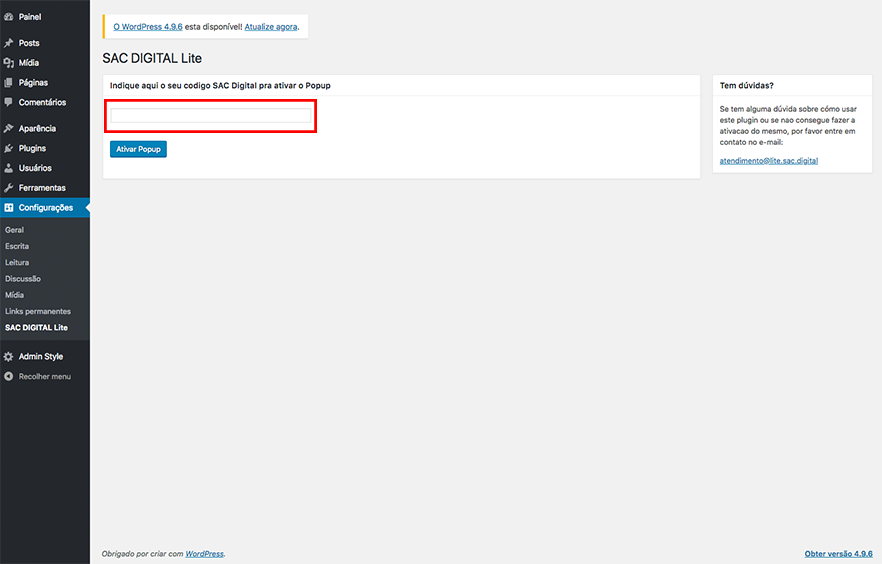 Painel
Posts
Mídia
Páginas
Comentários
Aparência
Plugins
Usuários
Ferramentas
Configurações
Geral
Escrita
Leitura
Discussão
Mídia
Links permanentes
SAC DIGITAL Lite
Admin Style
Recolher menu
O WordPress 4.9.6 esta disponível! Atualize agora.
SAC DIGITAL Lite
Indique aqui o seu codigo SAC Digital pra ativar o Popup
Ativar Popup
Tem dúvidas?
Se tem alguma dúvida sobre cómo usar
este plugin ou se nao consegue fazer a
ativacao do mesmo, por favor entre em
contato no e-mail:
atendimento@lite.sac.digital
Obrigado por criar com WordPress.
Obter versão 4.9.6